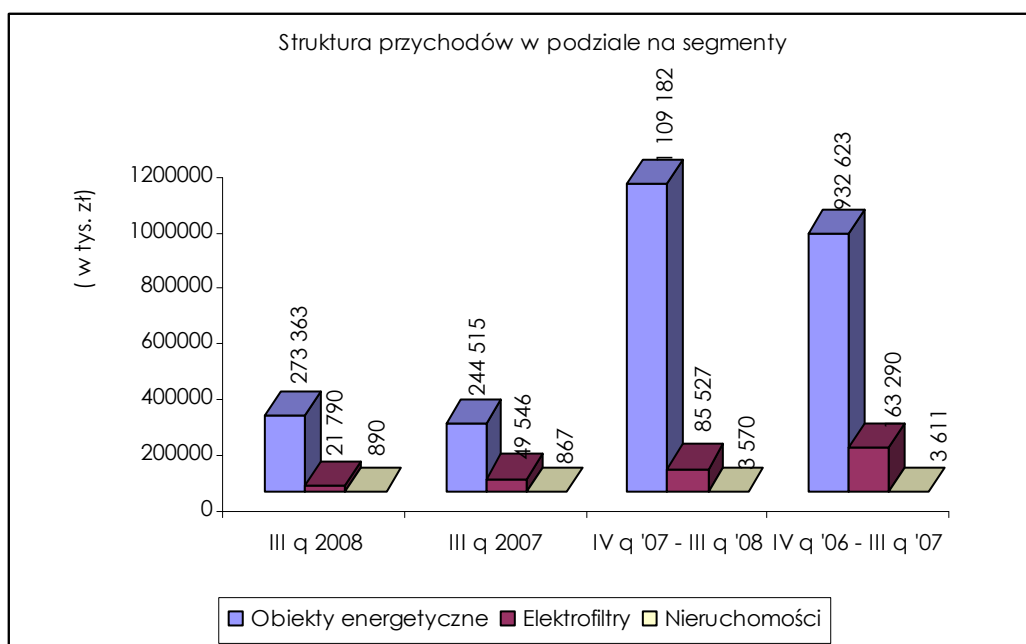 Struktura przychodów w podziale na segmenty
( w tys. zł)
1200000
1000000
800000
600000
400000
200000
0
273 363
21 790
890
244 515
49 546
867
109 182
85 527
3 570
932 623
63 290
3 611
III q 2008
III q 2007
IV q '07 - III q '08
IV q '06 - III q '07
Obiekty energetyczne
Elektrofiltry
Nieruchomości